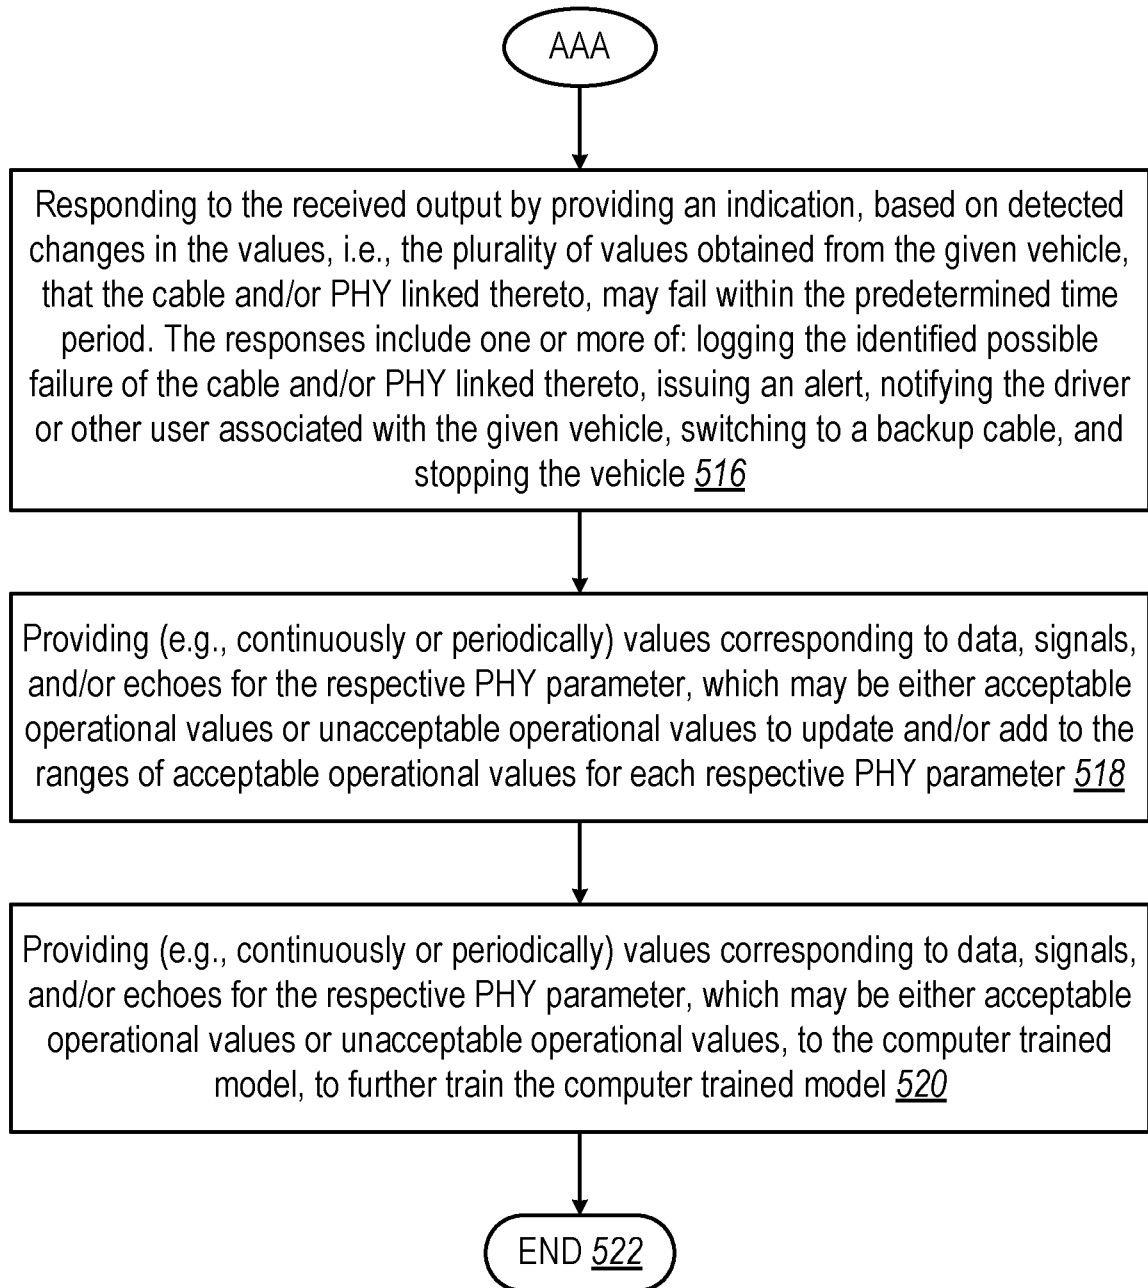 AAA
Responding to the received output by providing an indication, based on detected
changes in the values, i.e., the plurality of values obtained from the given vehicle,
that the cable and/or PHY linked thereto, may fail within the predetermined time
period. The responses include one or more of: logging the identified possible
failure of the cable and/or PHY linked thereto, issuing an alert, notifying the driver
or other user associated with the given vehicle, switching to a backup cable, and
stopping the vehicle 516
Providing (e.g., continuously or periodically) values corresponding to data, signals,
and/or echoes for the respective PHY parameter, which may be either acceptable
operational values or unacceptable operational values to update and/or add to the
ranges of acceptable operational values for each respective PHY parameter 518
Providing (e.g., continuously or periodically) values corresponding to data, signals,
and/or echoes for the respective PHY parameter, which may be either acceptable
operational values or unacceptable operational values, to the computer trained
model, to further train the computer trained model 520
END 522